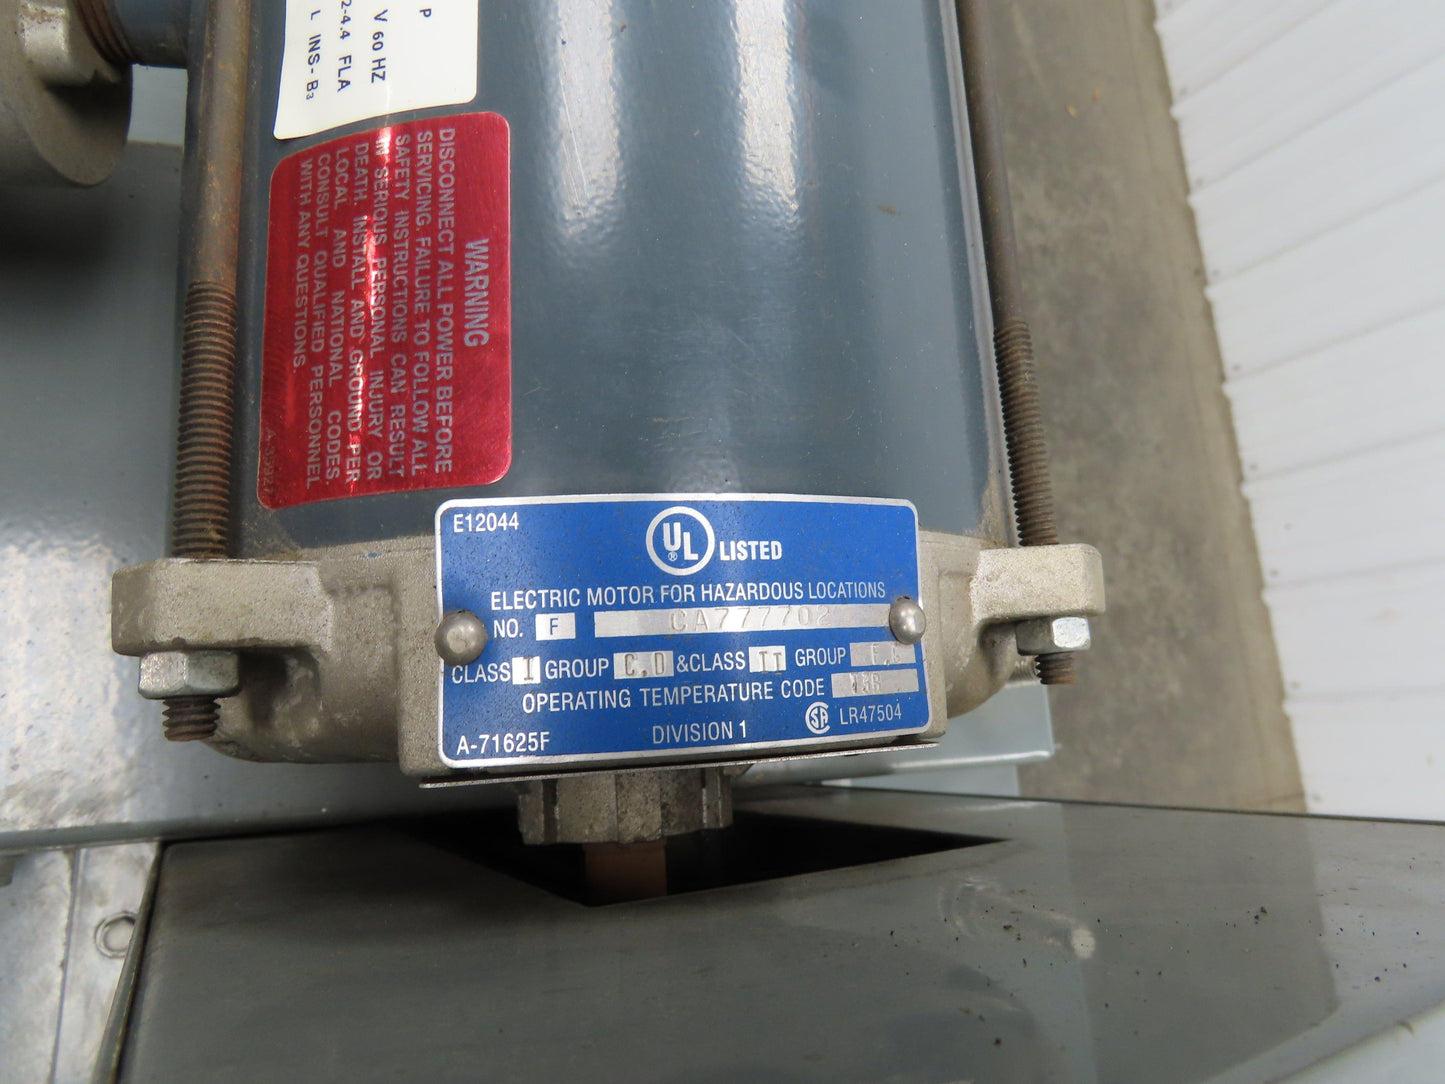 P
V 60 HZ
2-4.4 FLA
L INS-B3
WARNING
DISCONNECT ALL POWER BEFORE
SERVICING. FAILURE TO FOLLOW ALL
SAFETY INSTRUCTIONS CAN RESULT
IN SERIOUS PERSONAL INJURY OR
DEATH. INSTALL AND GROUND PER
LOCAL AND NATIONAL CODES.
CONSULT QUALIFIED PERSONNEL
WITH ANY QUESTIONS.
E12044
UL ® LISTED
ELECTRIC MOTOR FOR HAZARDOUS LOCATIONS
NO. F CA777702
CLASS I GROUP C,D & CLASS II GROUP
OPERATING TEMPERATURE CODE
A-71625F DIVISION 1 SA LR47504